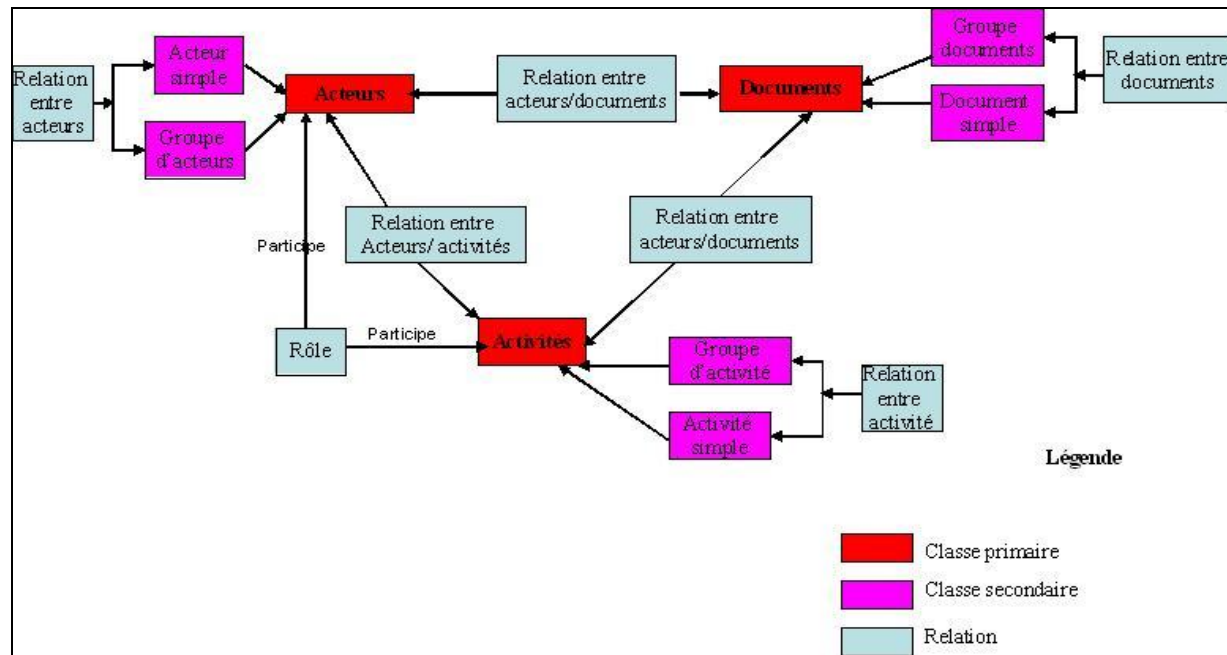 Relation
entre
acteurs
Acteur
simple
Groupe
d'acteurs
Acteurs
Relation entre
acteurs/documents
Documents
Groupe
documents
Document
simple
Relation entre
documents
Participe
Relation entre
Acteurs/ activités
Relation entre
acteurs/documents
Rôle
Participe
Activites
Groupe
d'activité
Activité
simple
Relation
entre
activité
Légende
Classe primaire
Classe secondaire
Relation